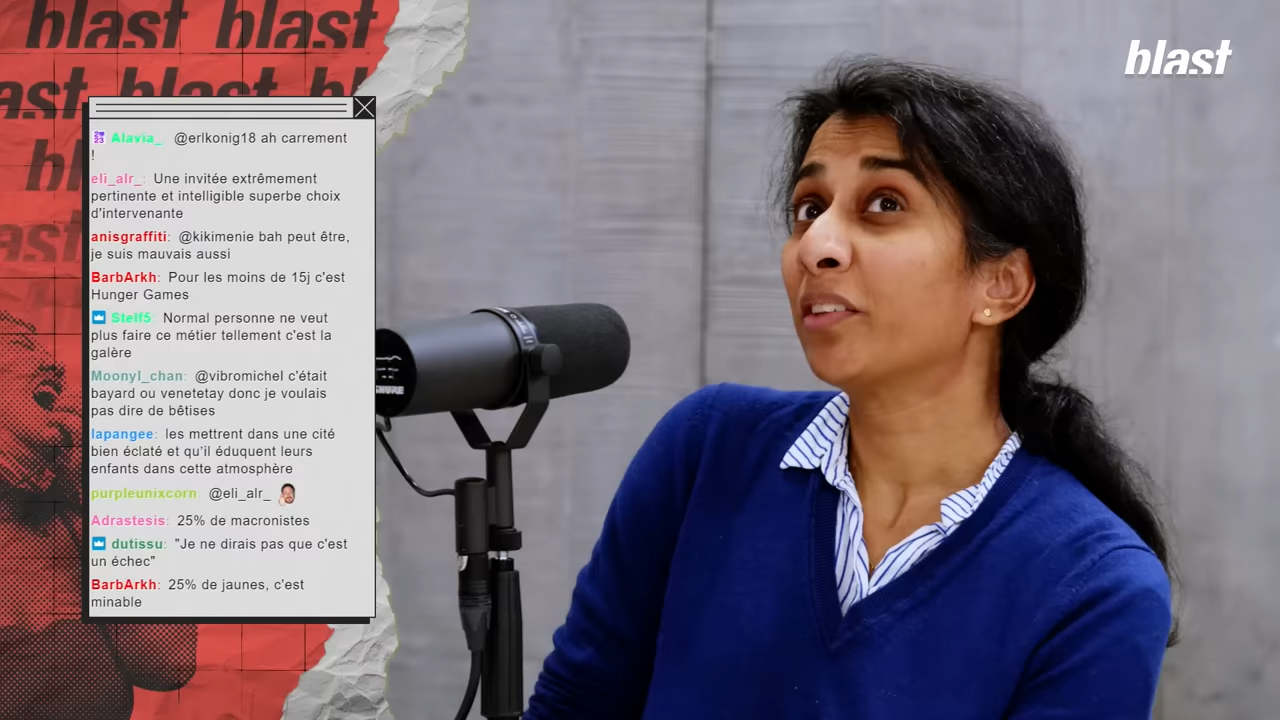 blast blast
ast blast bl
bl
ast
blast
Alavia_: @erlkonig18 ah carrement
!
eli_alr_: Une invitée extrêmement
pertinente et intelligible superbe choix
d'intervenante
anisgraffiti: @kikimenie bah peut être,
je suis mauvais aussi
BarbArkh: Pour les moins de 15j c'est
Hunger Games
Steif5: Normal personne ne veut
plus faire ce métier tellement c'est la
galère
Moonyl_chan: @vibromichel c'était
bayard ou venetetay donc je voulais
pas dire de bêtises
lapangee: les mettrent dans une cité
bien éclaté et qu'il éduquent leurs
enfants dans cette atmosphère
purpleunixcorn: @eli_alr_
Adrastesis: 25% de macronistes
dutissu: "Je ne dirais pas que c'est
un échec"
BarbArkh: 25% de jaunes, c'est
minable
SHURE